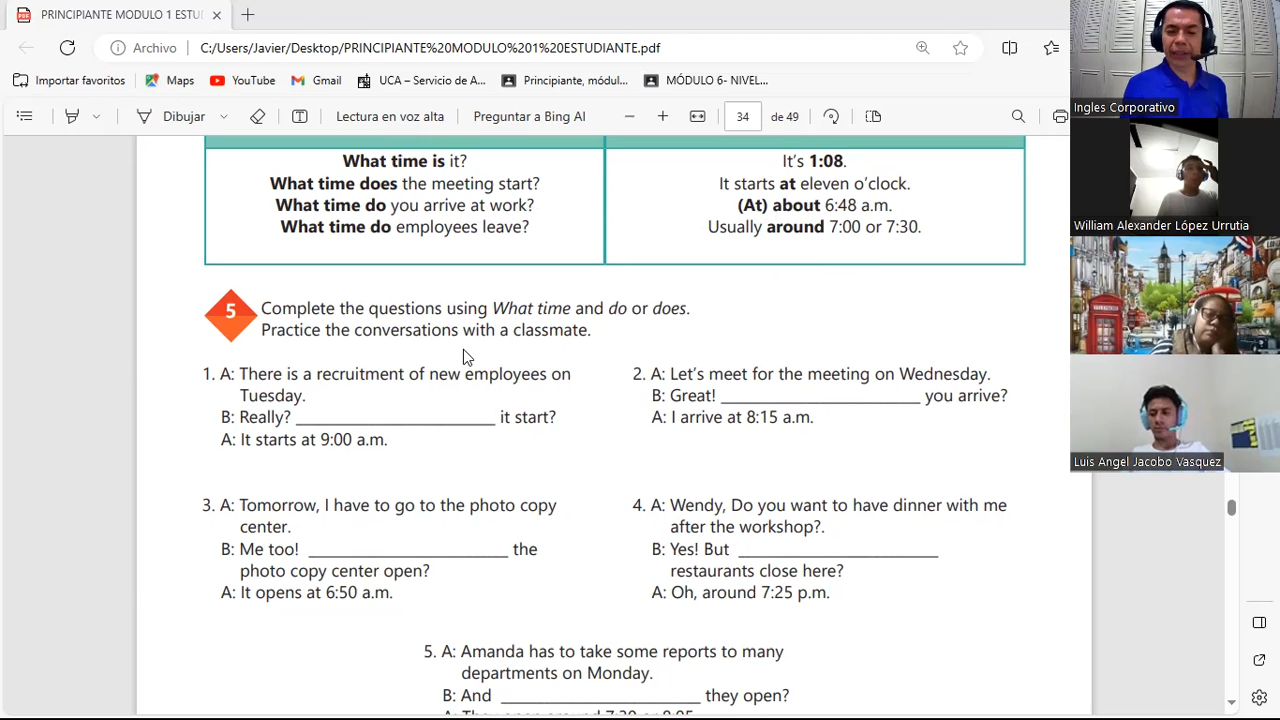 PRINCIPIANTE MODULO 1 ESTU
Archivo
C:/Users/Javier/Desktop/PRINCIPIANTE%20MODULO%201%20ESTUDIANTE.pdf
Importar favoritos
Maps
YouTube
Gmail
UCA – Servicio de A...
Principiante, módul...
MÓDULO 6- NIVEL...
Dibujar
Lectura en voz alta
Preguntar a Bing AI
34
de 49
What time is it?
What time does the meeting start?
What time do you arrive at work?
What time do employees leave?
It's 1:08.
It starts at eleven o'clock.
(At) about 6:48 a.m.
Usually around 7:00 or 7:30.
5
Complete the questions using What time and do or does.
Practice the conversations with a classmate.
1. A: There is a recruitment of new employees on
Tuesday.
B: Really? ______________________ it start?
A: It starts at 9:00 a.m.
2. A: Let's meet for the meeting on Wednesday.
B: Great! ______________________ you arrive?
A: I arrive at 8:15 a.m.
3. A: Tomorrow, I have to go to the photo copy
center.
B: Me too! ______________________ the
photo copy center open?
A: It opens at 6:50 a.m.
4. A: Wendy, Do you want to have dinner with me
after the workshop?.
B: Yes! But ______________________
restaurants close here?
A: Oh, around 7:25 p.m.
5. A: Amanda has to take some reports to many
departments on Monday.
B: And ______________________ they open?
Ingles Corporativo
William Alexander López Urrutia
Luis Angel Jacobo Vasquez